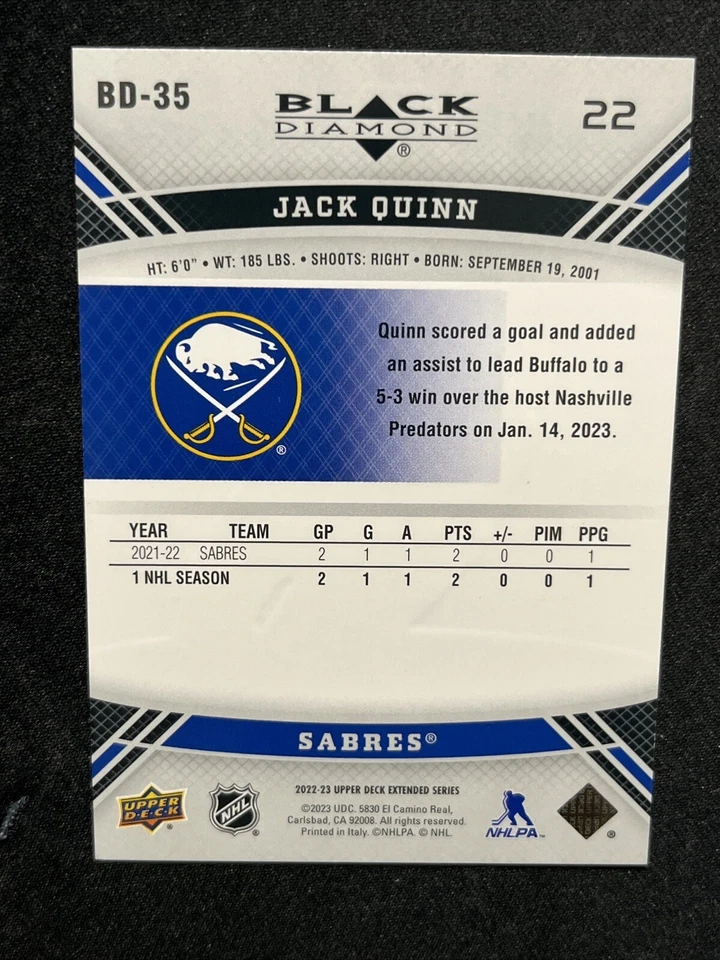 BD-35
BLACK
DIAMOND®
22
JACK QUINN
HT: 6'0" • WT: 185 LBS. • SHOOTS: RIGHT • BORN: SEPTEMBER 19, 2001
Quinn scored a goal and added
an assist to lead Buffalo to a
5-3 win over the host Nashville
Predators on Jan. 14, 2023.
®
YEAR TEAM GP G A PTS +/- PIM PPG
2021-22 SABRES 2 1 1 2 0 0 1
1 NHL SEASON 2 1 1 2 0 0 1
SABRES®
2022-23 UPPER DECK EXTENDED SERIES
©2023 UDC. 5830 El Camino Real,
Carlsbad, CA 92008. All rights reserved.
Printed in Italy. ©NHLPA. © NHL.
UPPER
DECK
®
NHL
®
NHLPA™
®